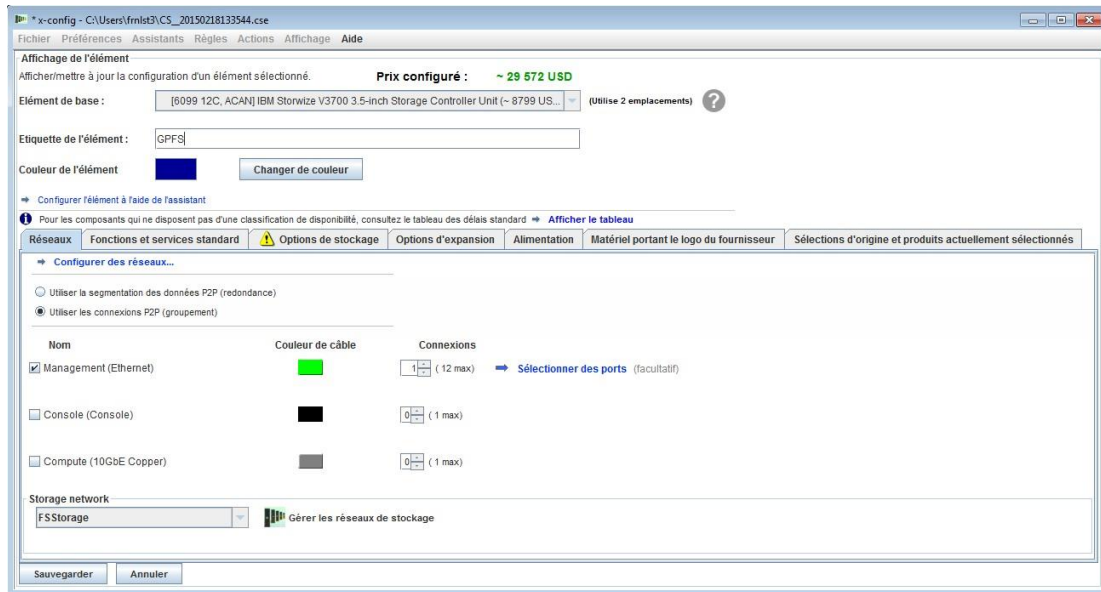 * x-config - C:\Users\frnlst3\CS_20150218133544.cse
Fichier Préférences Assistants Règles Actions Affichage Aide
Affichage de l'élément
Afficher/mettre à jour la configuration d'un élément sélectionné. Prix configuré : ~ 29 572 USD
Elément de base : [6099 12C, ACAN] IBM Storwize V3700 3.5-inch Storage Controller Unit (~ 8799 US... (Utilise 2 emplacements) ?
Etiquette de l'élément : GPFS
Couleur de l'élément Changer de couleur
Configurer l'élément à l'aide de l'assistant
Pour les composants qui ne disposent pas d'une classification de disponibilité, consultez le tableau des délais standard Afficher le tableau
Réseaux Fonctions et services standard Options de stockage Options d'expansion Alimentation Matériel portant le logo du fournisseur Sélections d'origine et produits actuellement sélectionnés
Configurer des réseaux...
Utiliser la segmentation des données P2P (redondance)
Utiliser les connexions P2P (groupement)
Nom Couleur de câble Connexions
Management (Ethernet) 1 ( 12 max) Sélectionner des ports (facultatif)
Console (Console) 0 ( 1 max)
Compute (10GbE Copper) 0 ( 1 max)
Storage network
FSStorage Gérer les réseaux de stockage
Sauvegarder Annuler